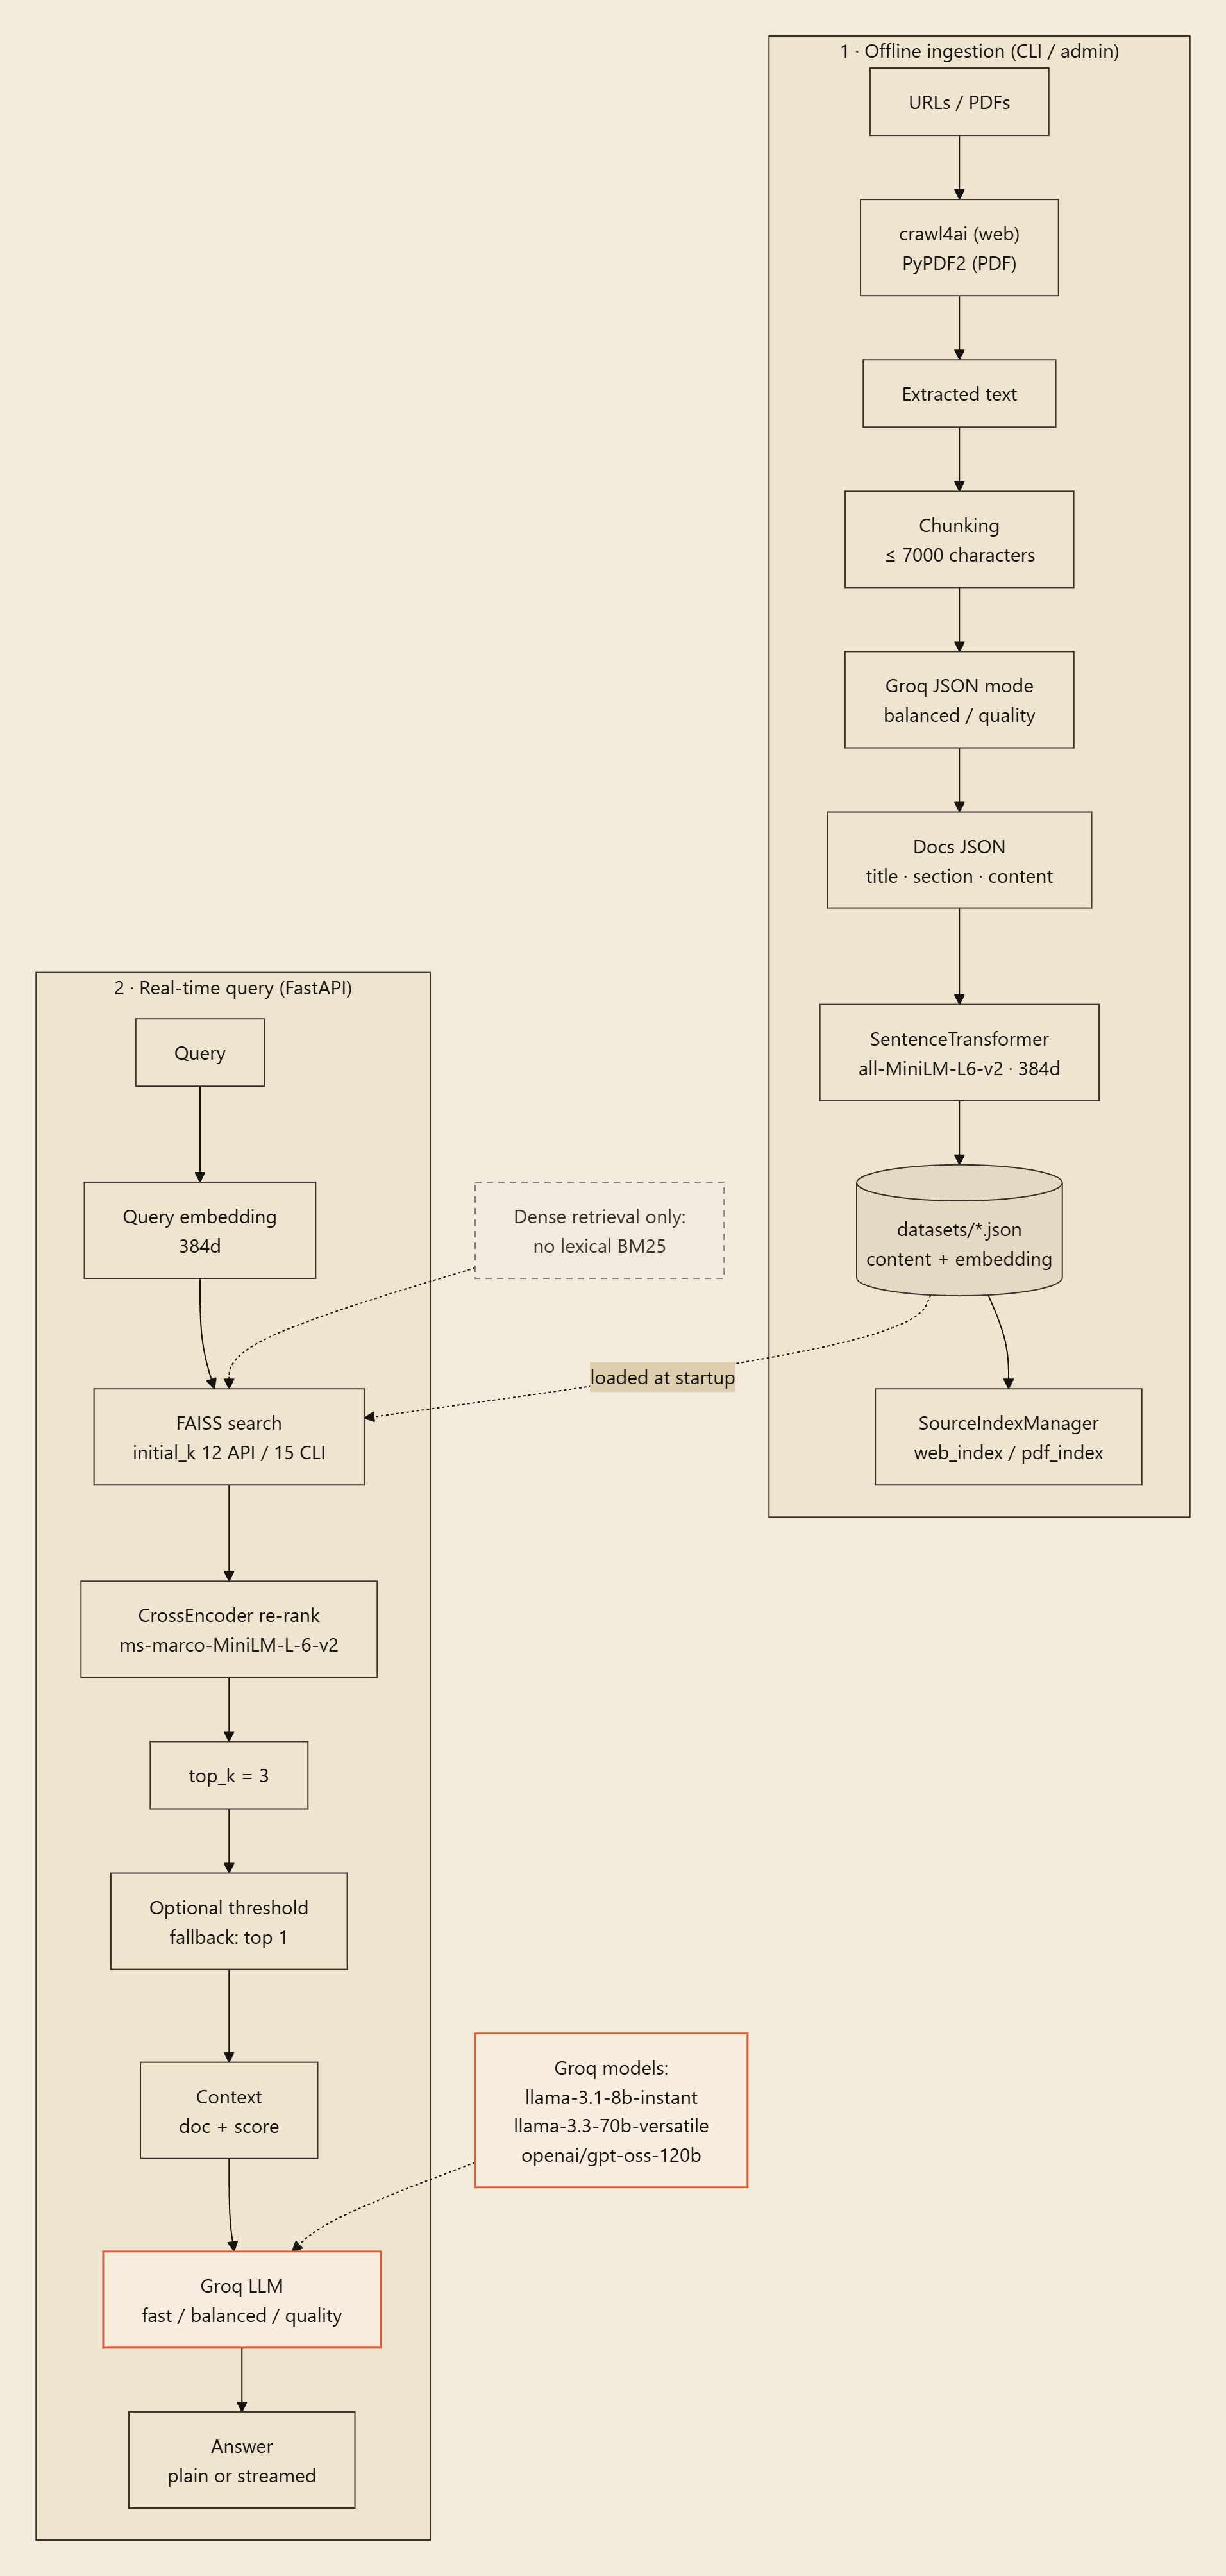 1 · Offline ingestion (CLI / admin)
URLs / PDFs
crawl4ai (web)
PyPDF2 (PDF)
Extracted text
Chunking
≤ 7000 characters
Groq JSON mode
balanced / quality
Docs JSON
title · section · content
SentenceTransformer
all-MiniLM-L6-v2 · 384d
datasets/*.json
content + embedding
SourceIndexManager
web_index / pdf_index
loaded at startup
2 · Real-time query (FastAPI)
Query
Query embedding
384d
Dense retrieval only:
no lexical BM25
FAISS search
initial_k 12 API / 15 CLI
CrossEncoder re-rank
ms-marco-MiniLM-L-6-v2
top_k = 3
Optional threshold
fallback: top 1
Context
doc + score
Groq models:
llama-3.1-8b-instant
llama-3.3-70b-versatile
openai/gpt-oss-120b
Groq LLM
fast / balanced / quality
Answer
plain or streamed